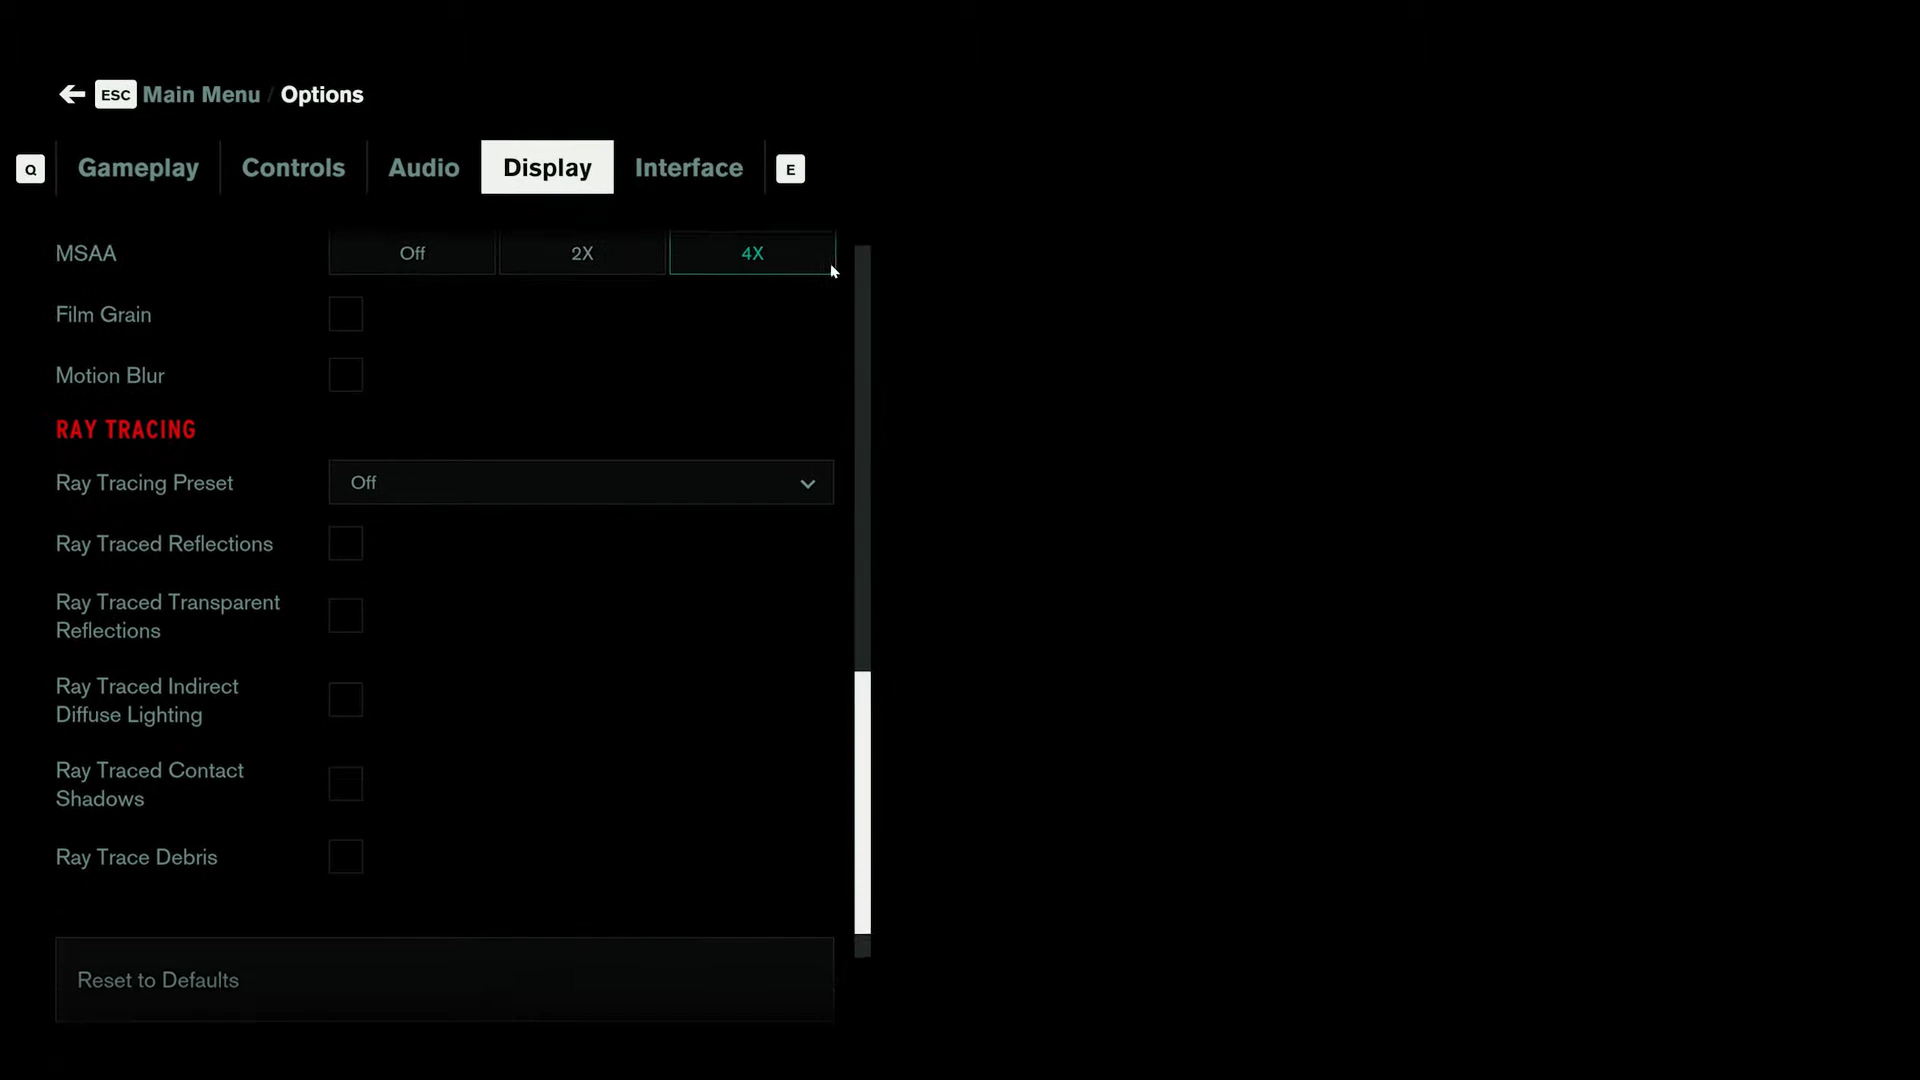 ESC Main Menu / Options
Q Gameplay Controls Audio Display Interface E
MSAA Off 2X 4X
Film Grain
Motion Blur
RAY TRACING
Ray Tracing Preset Off
Ray Traced Reflections
Ray Traced Transparent
Reflections
Ray Traced Indirect
Diffuse Lighting
Ray Traced Contact
Shadows
Ray Trace Debris
Reset to Defaults